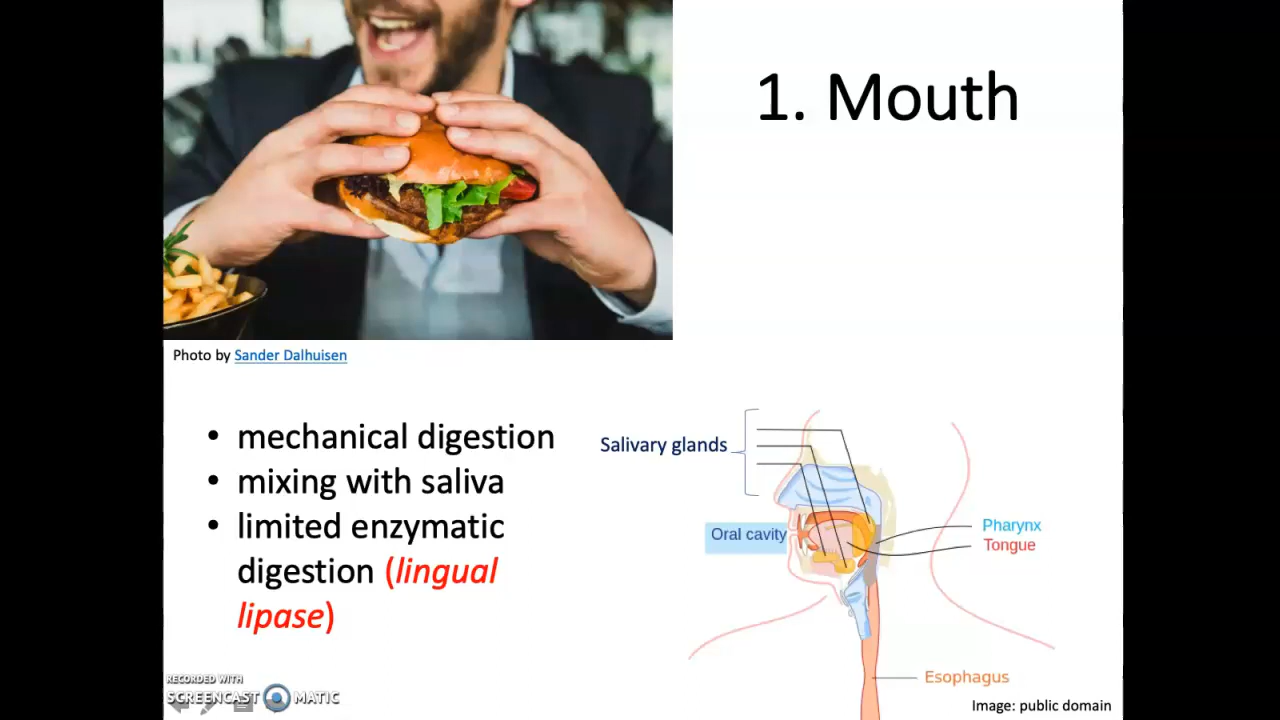 1. Mouth
Photo by Sander Dalhuisen
• mechanical digestion
• mixing with saliva
• limited enzymatic
digestion (lingual
lipase)
Salivary glands
Oral cavity
Pharynx
Tongue
Esophagus
Image: public domain
RECORDED WITH
SCREENCAST MATIC